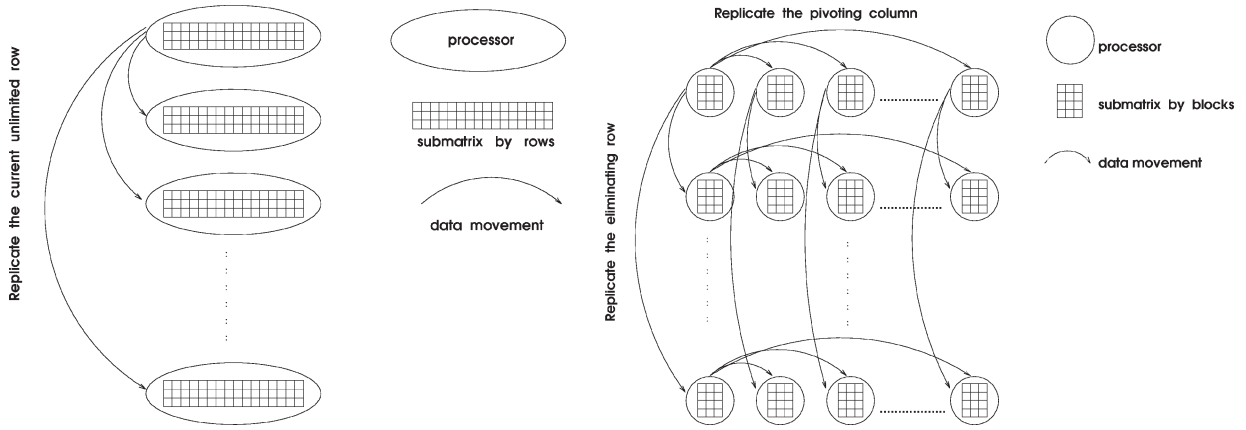 Replicate the current unlimited row
processor
submatrix by rows
data movement
Replicate the pivoting column
Replicate the eliminating row
processor
submatrix by blocks
data movement